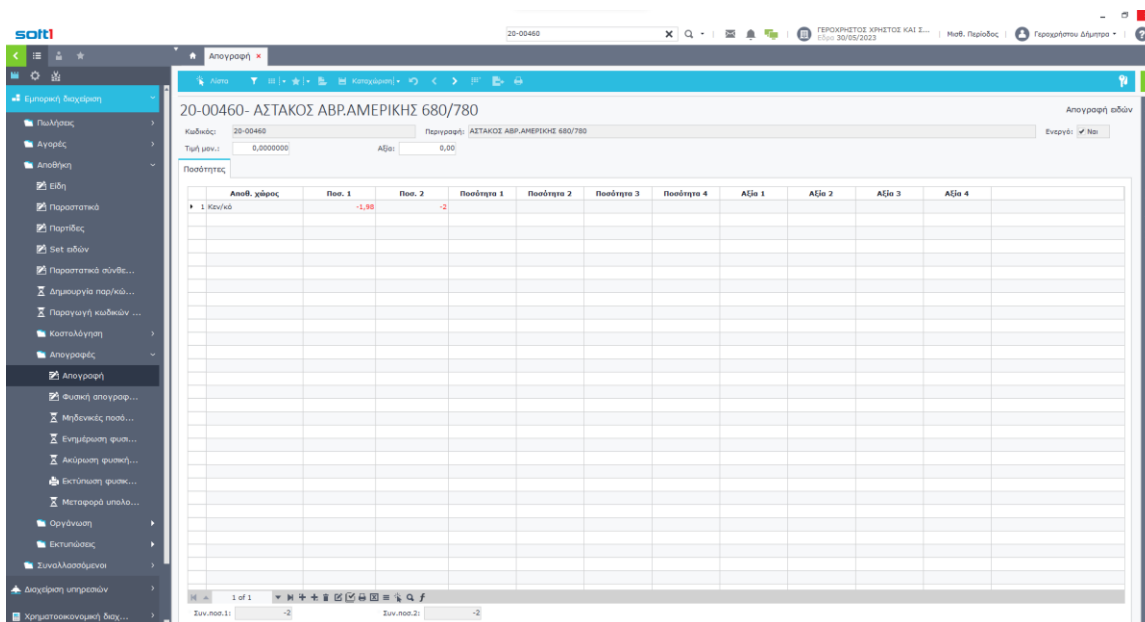 soft1
20-00460
ΓΕΡΟΧΡΗΣΤΟΣ ΧΡΗΣΤΟΣ ΚΑΙ Σ...
Έδρα 30/05/2023
Μισθ. Περίοδος
Γεροχρήστου Δήμητρα
Απογραφή
Λίστα
Καταχώριση
Εμπορική διαχείριση
Πωλήσεις
Αγορές
Αποθήκη
Είδη
Παραστατικά
Παρτίδες
Set ειδών
Παραστατικά σύνθε...
Δημιουργία παρ/κώ...
Παραγωγή κωδικών ...
Κοστολόγηση
Απογραφές
Απογραφή
Φυσική απογραφ...
Μηδενικές ποσό...
Ενημέρωση φυσι...
Ακύρωση φυσική...
Εκτύπωση φυσικ...
Μεταφορά υπολο...
Οργάνωση
Εκτυπώσεις
Συναλλασσόμενοι
Διαχείριση υπηρεσιών
Χρηματοοικονομική διαχ...
20-00460- ΑΣΤΑΚΟΣ ΑΒΡ.ΑΜΕΡΙΚΗΣ 680/780
Απογραφή ειδών
Κωδικός: 20-00460 Περιγραφή: ΑΣΤΑΚΟΣ ΑΒΡ.ΑΜΕΡΙΚΗΣ 680/780 Ενεργό: Ναι
Τιμή μον.: 0,0000000 Αξία: 0,00
Ποσότητες
Αποθ. χώρος Ποσ. 1 Ποσ. 2 Ποσότητα 1 Ποσότητα 2 Ποσότητα 3 Ποσότητα 4 Αξία 1 Αξία 2 Αξία 3 Αξία 4
1 Κεν/κό -1,98 -2
1 of 1
Συν.ποσ.1: -2 Συν.ποσ.2: -2